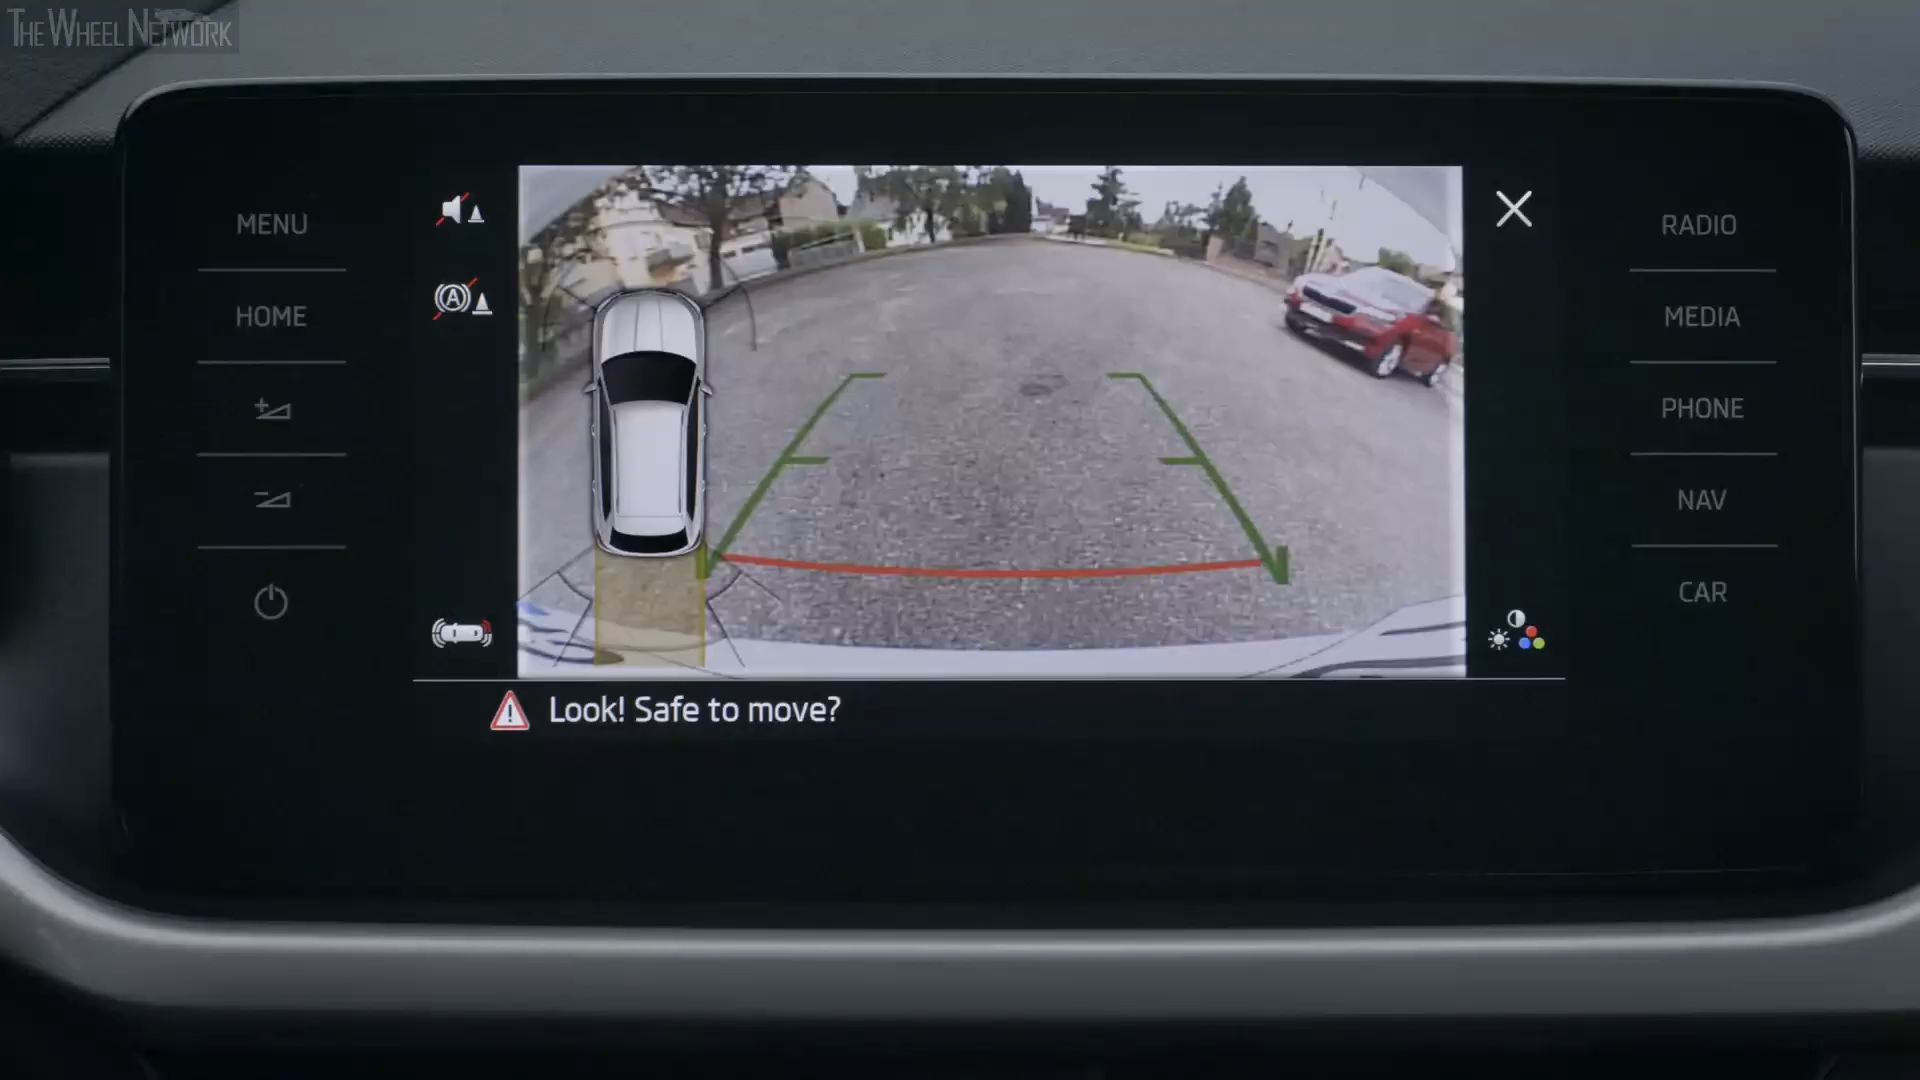 THE WHEEL NETWORK
MENU
HOME
RADIO
MEDIA
PHONE
NAV
CAR
A
Look! Safe to move?